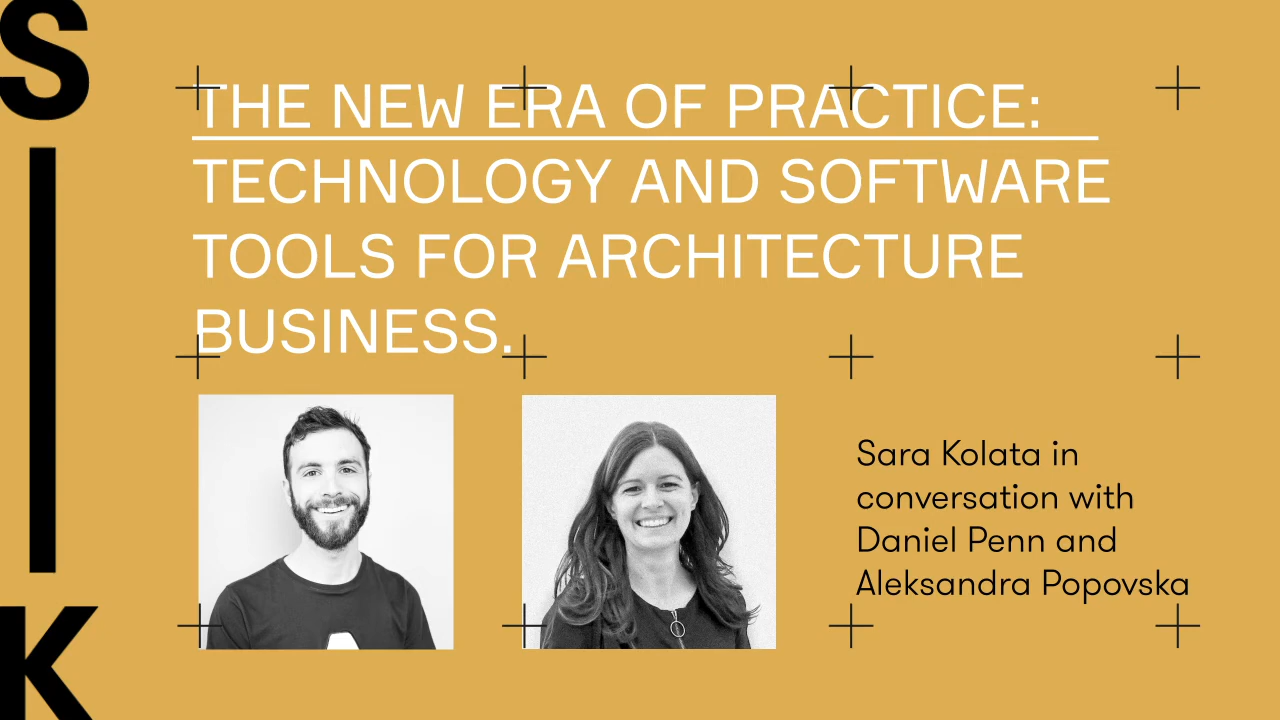 S
K
THE NEW ERA OF PRACTICE:
TECHNOLOGY AND SOFTWARE
TOOLS FOR ARCHITECTURE
BUSINESS.
Sara Kolata in
conversation with
Daniel Penn and
Aleksandra Popovska